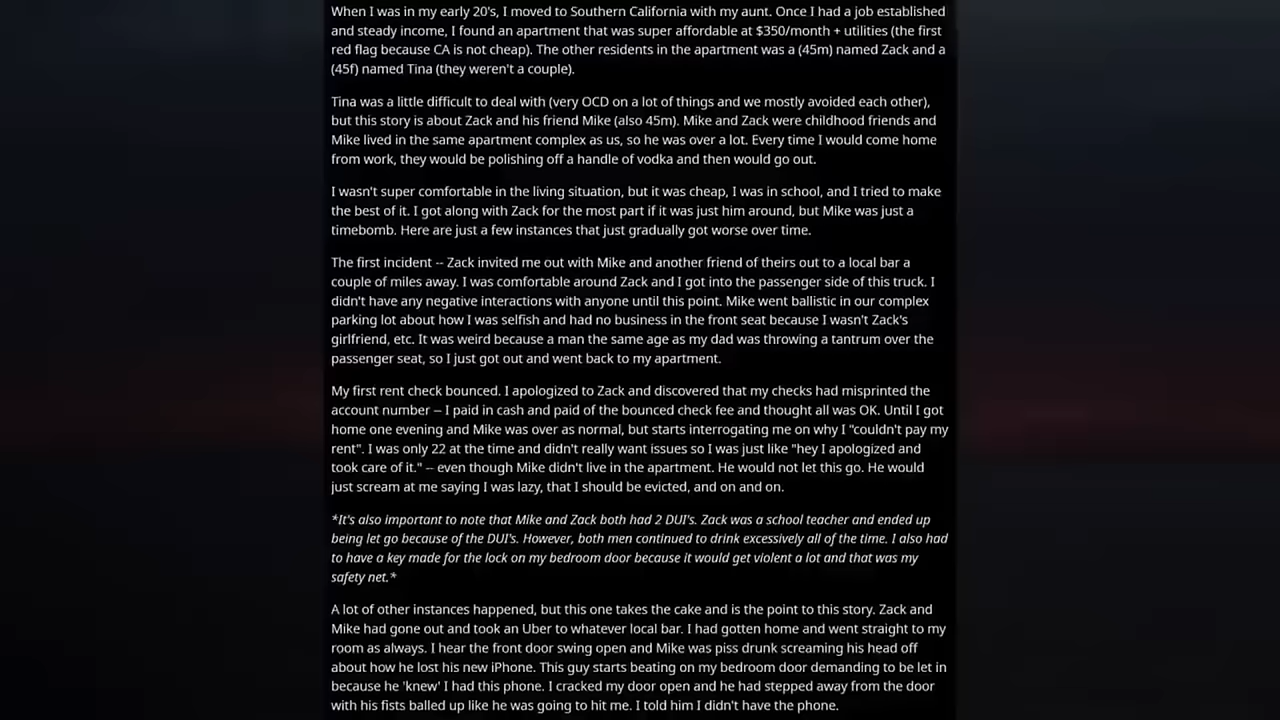 When I was in my early 20's, I moved to Southern California with my aunt. Once I had a job established
and steady income, I found an apartment that was super affordable at $350/month + utilities (the first
red flag because CA is not cheap). The other residents in the apartment was a (45m) named Zack and a
(45f) named Tina (they weren't a couple).
Tina was a little difficult to deal with (very OCD on a lot of things and we mostly avoided each other),
but this story is about Zack and his friend Mike (also 45m). Mike and Zack were childhood friends and
Mike lived in the same apartment complex as us, so he was over a lot. Every time I would come home
from work, they would be polishing off a handle of vodka and then would go out.
I wasn't super comfortable in the living situation, but it was cheap, I was in school, and I tried to make
the best of it. I got along with Zack for the most part if it was just him around, but Mike was just a
timebomb. Here are just a few instances that just gradually got worse over time.
The first incident -- Zack invited me out with Mike and another friend of theirs out to a local bar a
couple of miles away. I was comfortable around Zack and I got into the passenger side of this truck. I
didn't have any negative interactions with anyone until this point. Mike went ballistic in our complex
parking lot about how I was selfish and had no business in the front seat because I wasn't Zack's
girlfriend, etc. It was weird because a man the same age as my dad was throwing a tantrum over the
passenger seat, so I just got out and went back to my apartment.
My first rent check bounced. I apologized to Zack and discovered that my checks had misprinted the
account number – I paid in cash and paid of the bounced check fee and thought all was OK. Until I got
home one evening and Mike was over as normal, but starts interrogating me on why I "couldn't pay my
rent". I was only 22 at the time and didn't really want issues so I was just like "hey I apologized and
took care of it." -- even though Mike didn't live in the apartment. He would not let this go. He would
just scream at me saying I was lazy, that I should be evicted, and on and on.
*It's also important to note that Mike and Zack both had 2 DUI's. Zack was a school teacher and ended up
being let go because of the DUI's. However, both men continued to drink excessively all of the time. I also had
to have a key made for the lock on my bedroom door because it would get violent a lot and that was my
safety net.*
A lot of other instances happened, but this one takes the cake and is the point to this story. Zack and
Mike had gone out and took an Uber to whatever local bar. I had gotten home and went straight to my
room as always. I hear the front door swing open and Mike was piss drunk screaming his head off
about how he lost his new iPhone. This guy starts beating on my bedroom door demanding to be let in
because he 'knew' I had this phone. I cracked my door open and he had stepped away from the door
with his fists balled up like he was going to hit me. I told him I didn't have the phone.